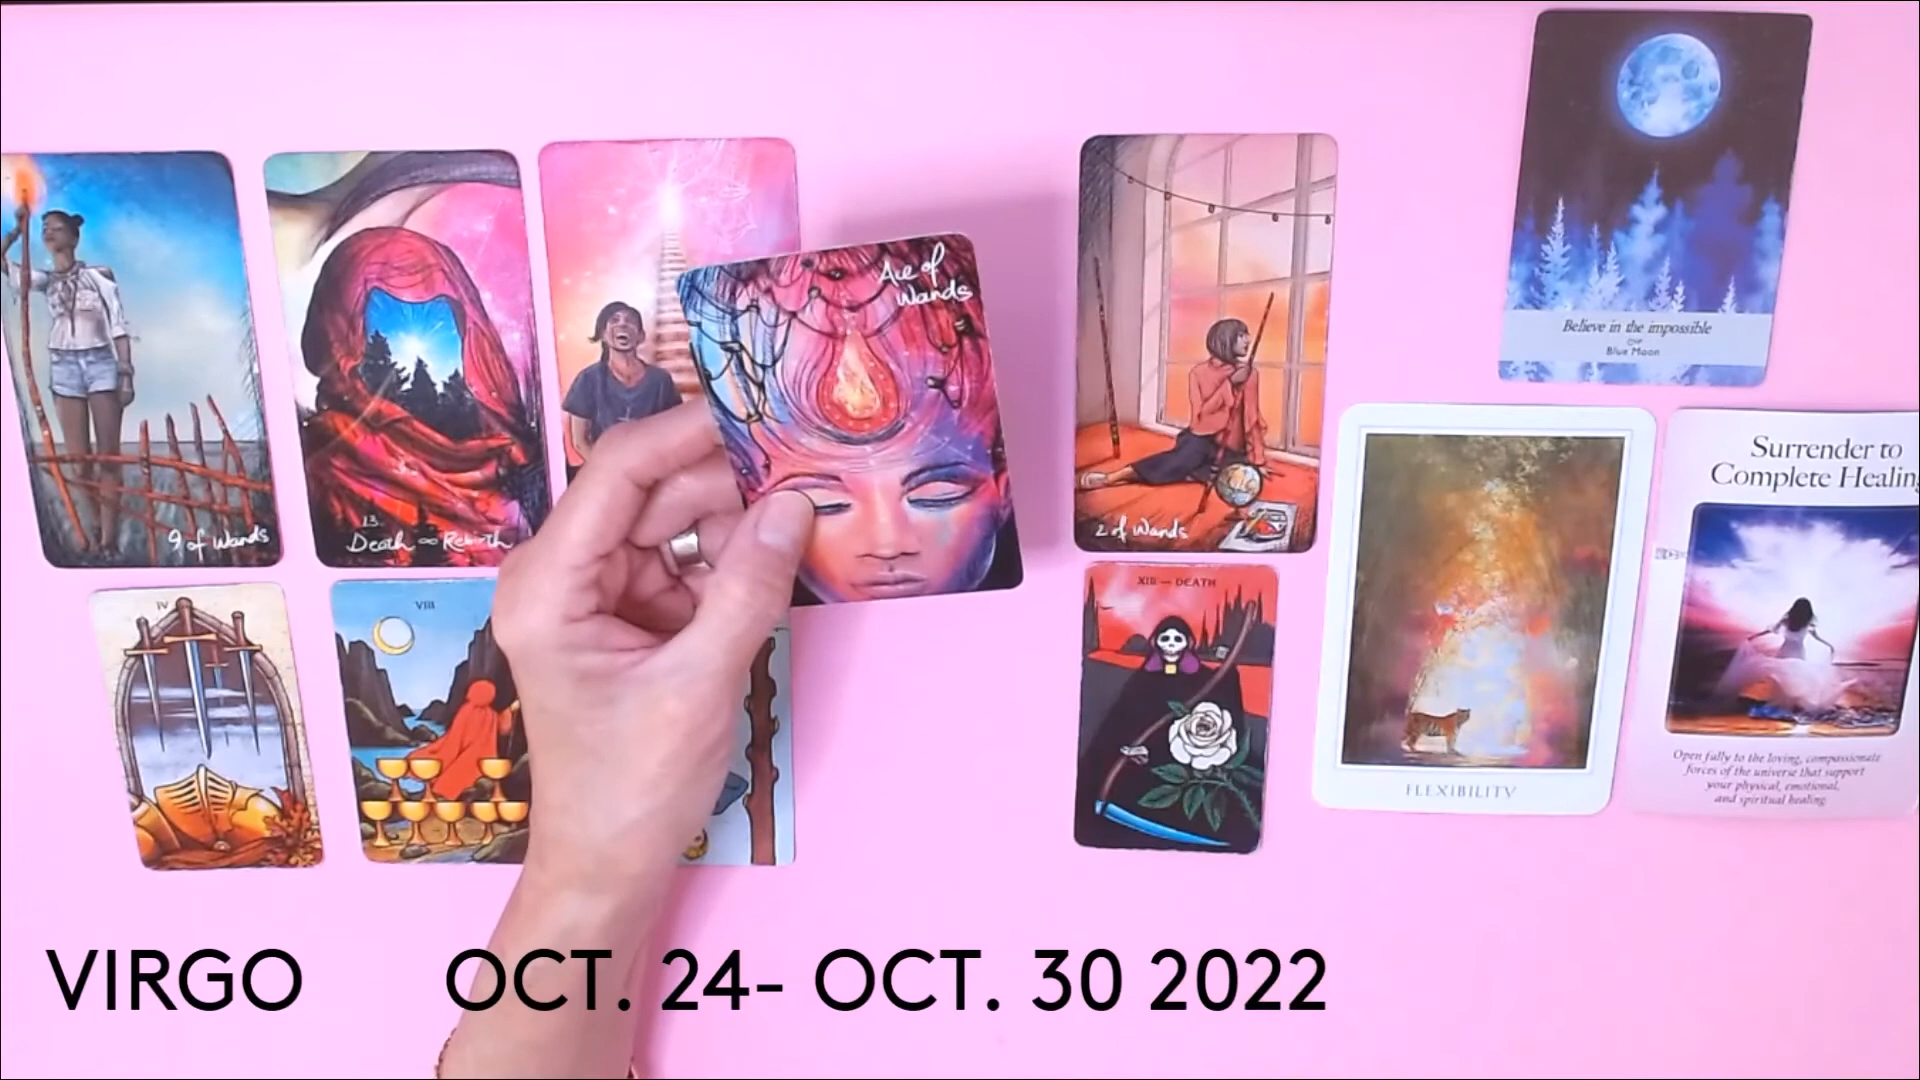 Believe in the impossible
Blue Moon
Ace of
Wands
Surrender to
Complete Healing
9 of Wands
13.
Death ∞ Rebirth
2 of Wands
IV
VIII
XIII — DEATH
FLEXIBILITY
Open fully to the loving, compassionate
forces of the universe that support
your physical, emotional,
and spiritual healing.
VIRGO OCT. 24- OCT. 30 2022